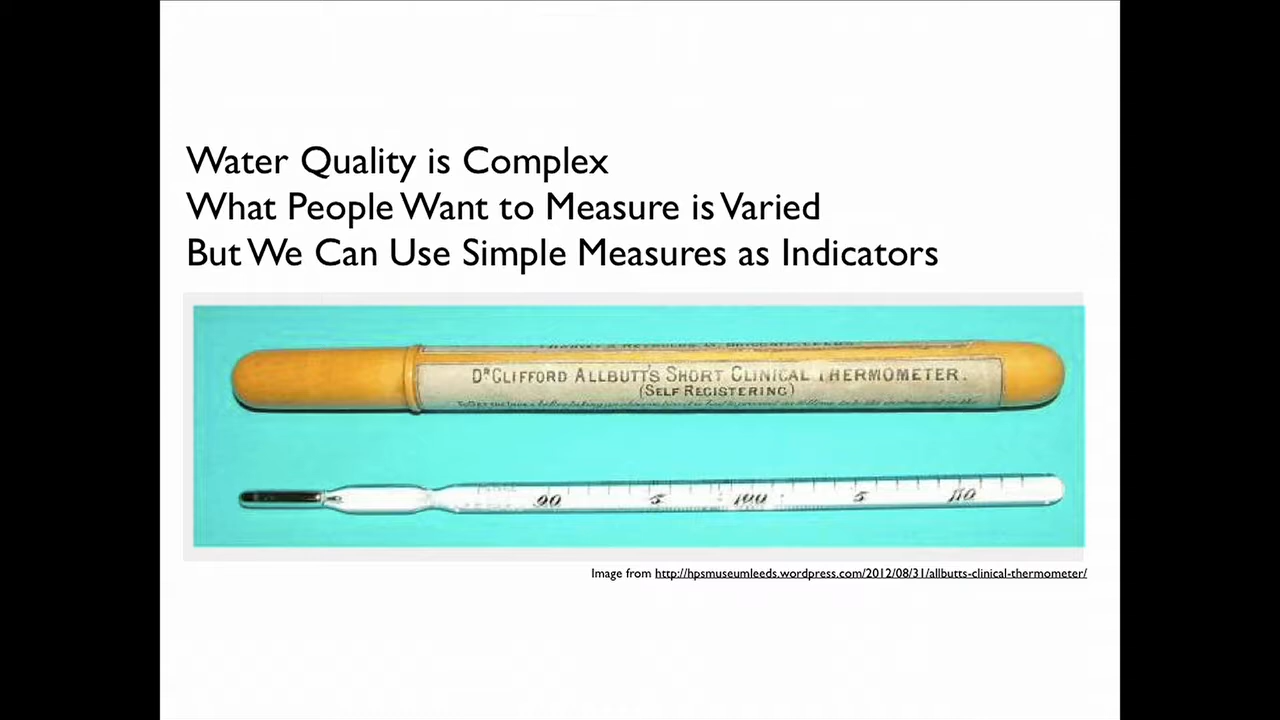 Water Quality is Complex
What People Want to Measure is Varied
But We Can Use Simple Measures as Indicators
DR CLIFFORD ALLBUTT'S SHORT CLINICAL THERMOMETER.
(SELF REGISTERING)
90 5 100 5 110
Image from http://hpsmuseumleeds.wordpress.com/2012/08/31/allbutts-clinical-thermometer/